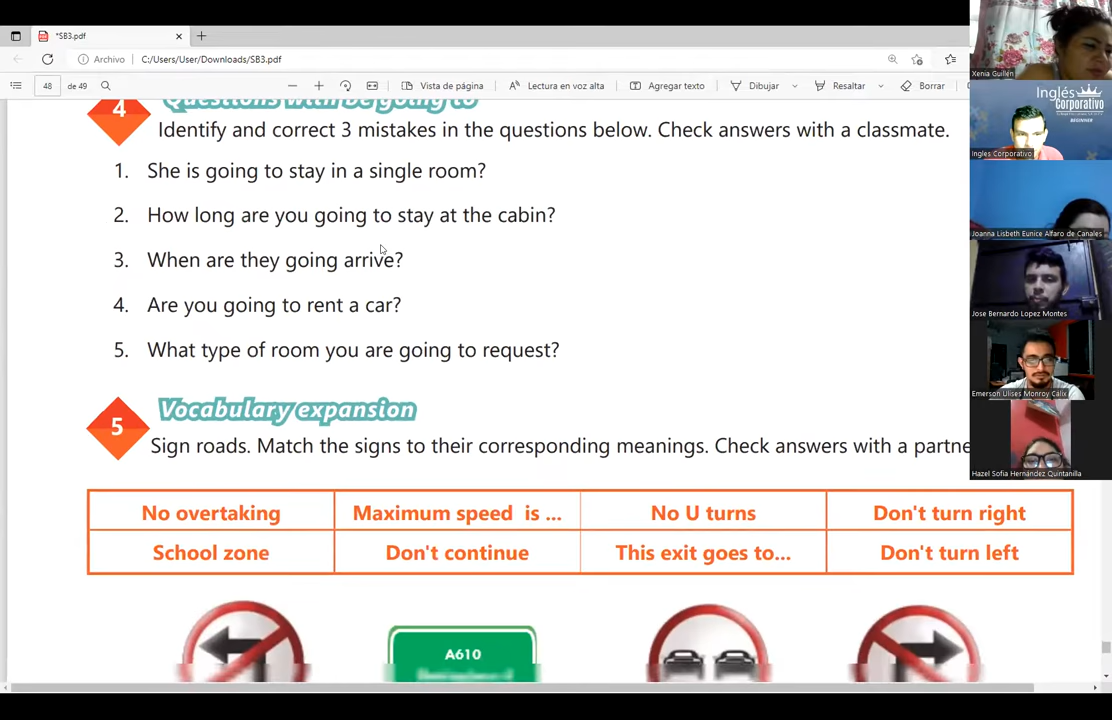 *SB3.pdf
Archivo C:/Users/User/Downloads/SB3.pdf
48 de 49 Vista de página Lectura en voz alta Agregar texto Dibujar Resaltar Borrar
4 Questions with be going to
Identify and correct 3 mistakes in the questions below. Check answers with a classmate.
1. She is going to stay in a single room?
2. How long are you going to stay at the cabin?
3. When are they going arrive?
4. Are you going to rent a car?
5. What type of room you are going to request?
5 Vocabulary expansion
Sign roads. Match the signs to their corresponding meanings. Check answers with a partne
No overtaking Maximum speed is ... No U turns Don't turn right
School zone Don't continue This exit goes to... Don't turn left
A610
Xenia Guillén
Inglés
Corporativo
BEGINNER
Ingles Corporativo
Joanna Lisbeth Eunice Alfaro de Canales
Jose Bernardo Lopez Montes
Emerson Ulises Monroy Calix
Hazel Sofia Hernández Quintanilla